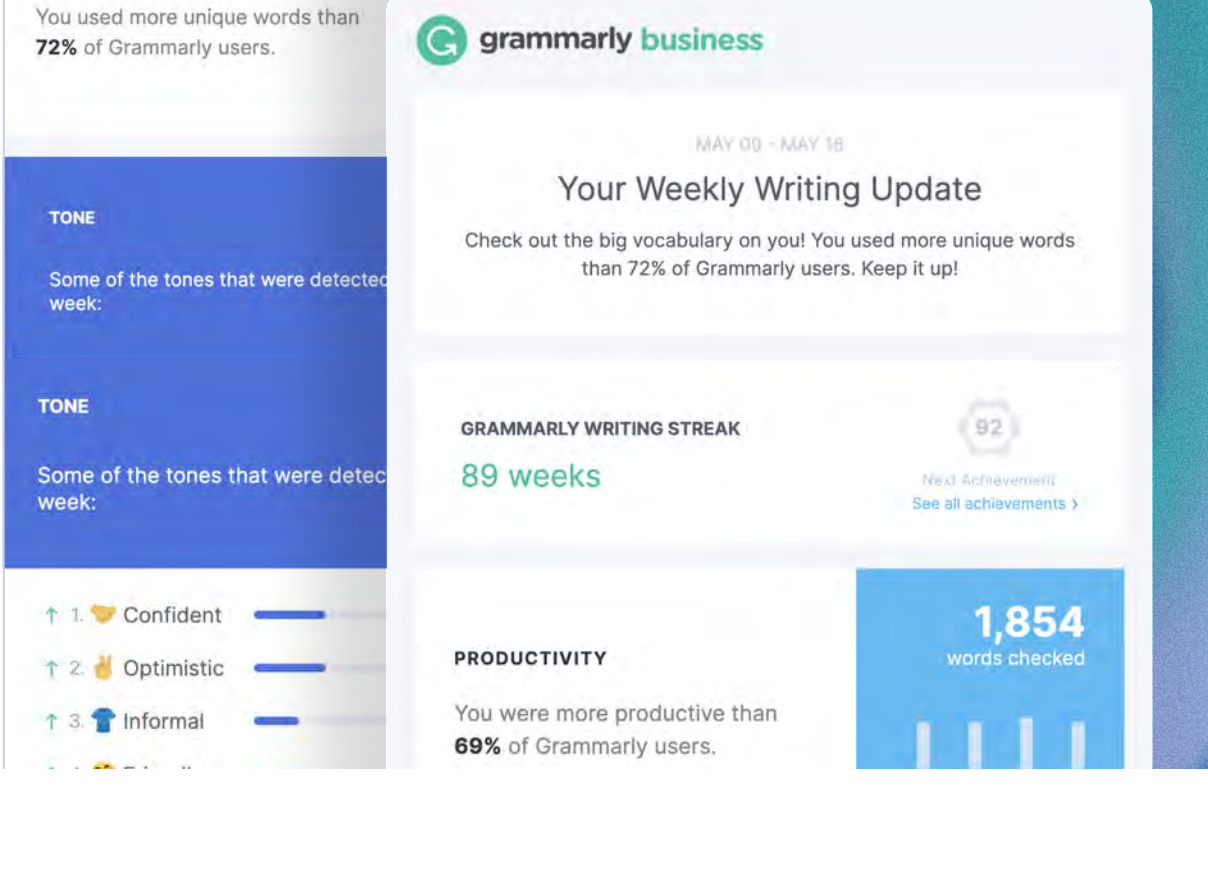 You used more unique words than
72% of Grammarly users.
TONE
Some of the tones that were detected
week:
TONE
Some of the tones that were detec
week:
↑ 1. 🤝 Confident
↑ 2. ✌️ Optimistic
↑ 3. 👕 Informal
grammarly business
MAY 09 - MAY 16
Your Weekly Writing Update
Check out the big vocabulary on you! You used more unique words
than 72% of Grammarly users. Keep it up!
GRAMMARLY WRITING STREAK
89 weeks
92
Next Achievement
See all achievements ›
PRODUCTIVITY
You were more productive than
69% of Grammarly users.
1,854
words checked